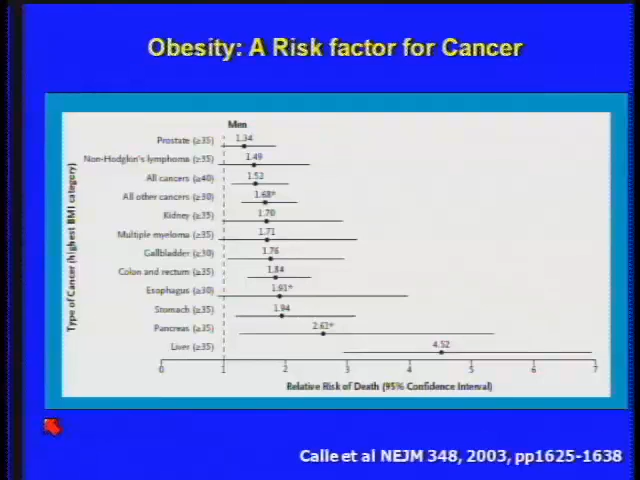 Obesity: A Risk factor for Cancer
Men
Type of Cancer (highest BMI category)
Prostate (≥35) 1.34
Non-Hodgkin's lymphoma (≥35) 1.49
All cancers (≥40) 1.52
All other cancers (≥30) 1.68*
Kidney (≥35) 1.70
Multiple myeloma (≥35) 1.71
Gallbladder (≥30) 1.76
Colon and rectum (≥35) 1.84
Esophagus (≥30) 1.91*
Stomach (≥35) 1.94
Pancreas (≥35) 2.61*
Liver (≥35) 4.52
0 1 2 3 4 5 6 7
Relative Risk of Death (95% Confidence Interval)
Calle et al NEJM 348, 2003, pp1625-1638